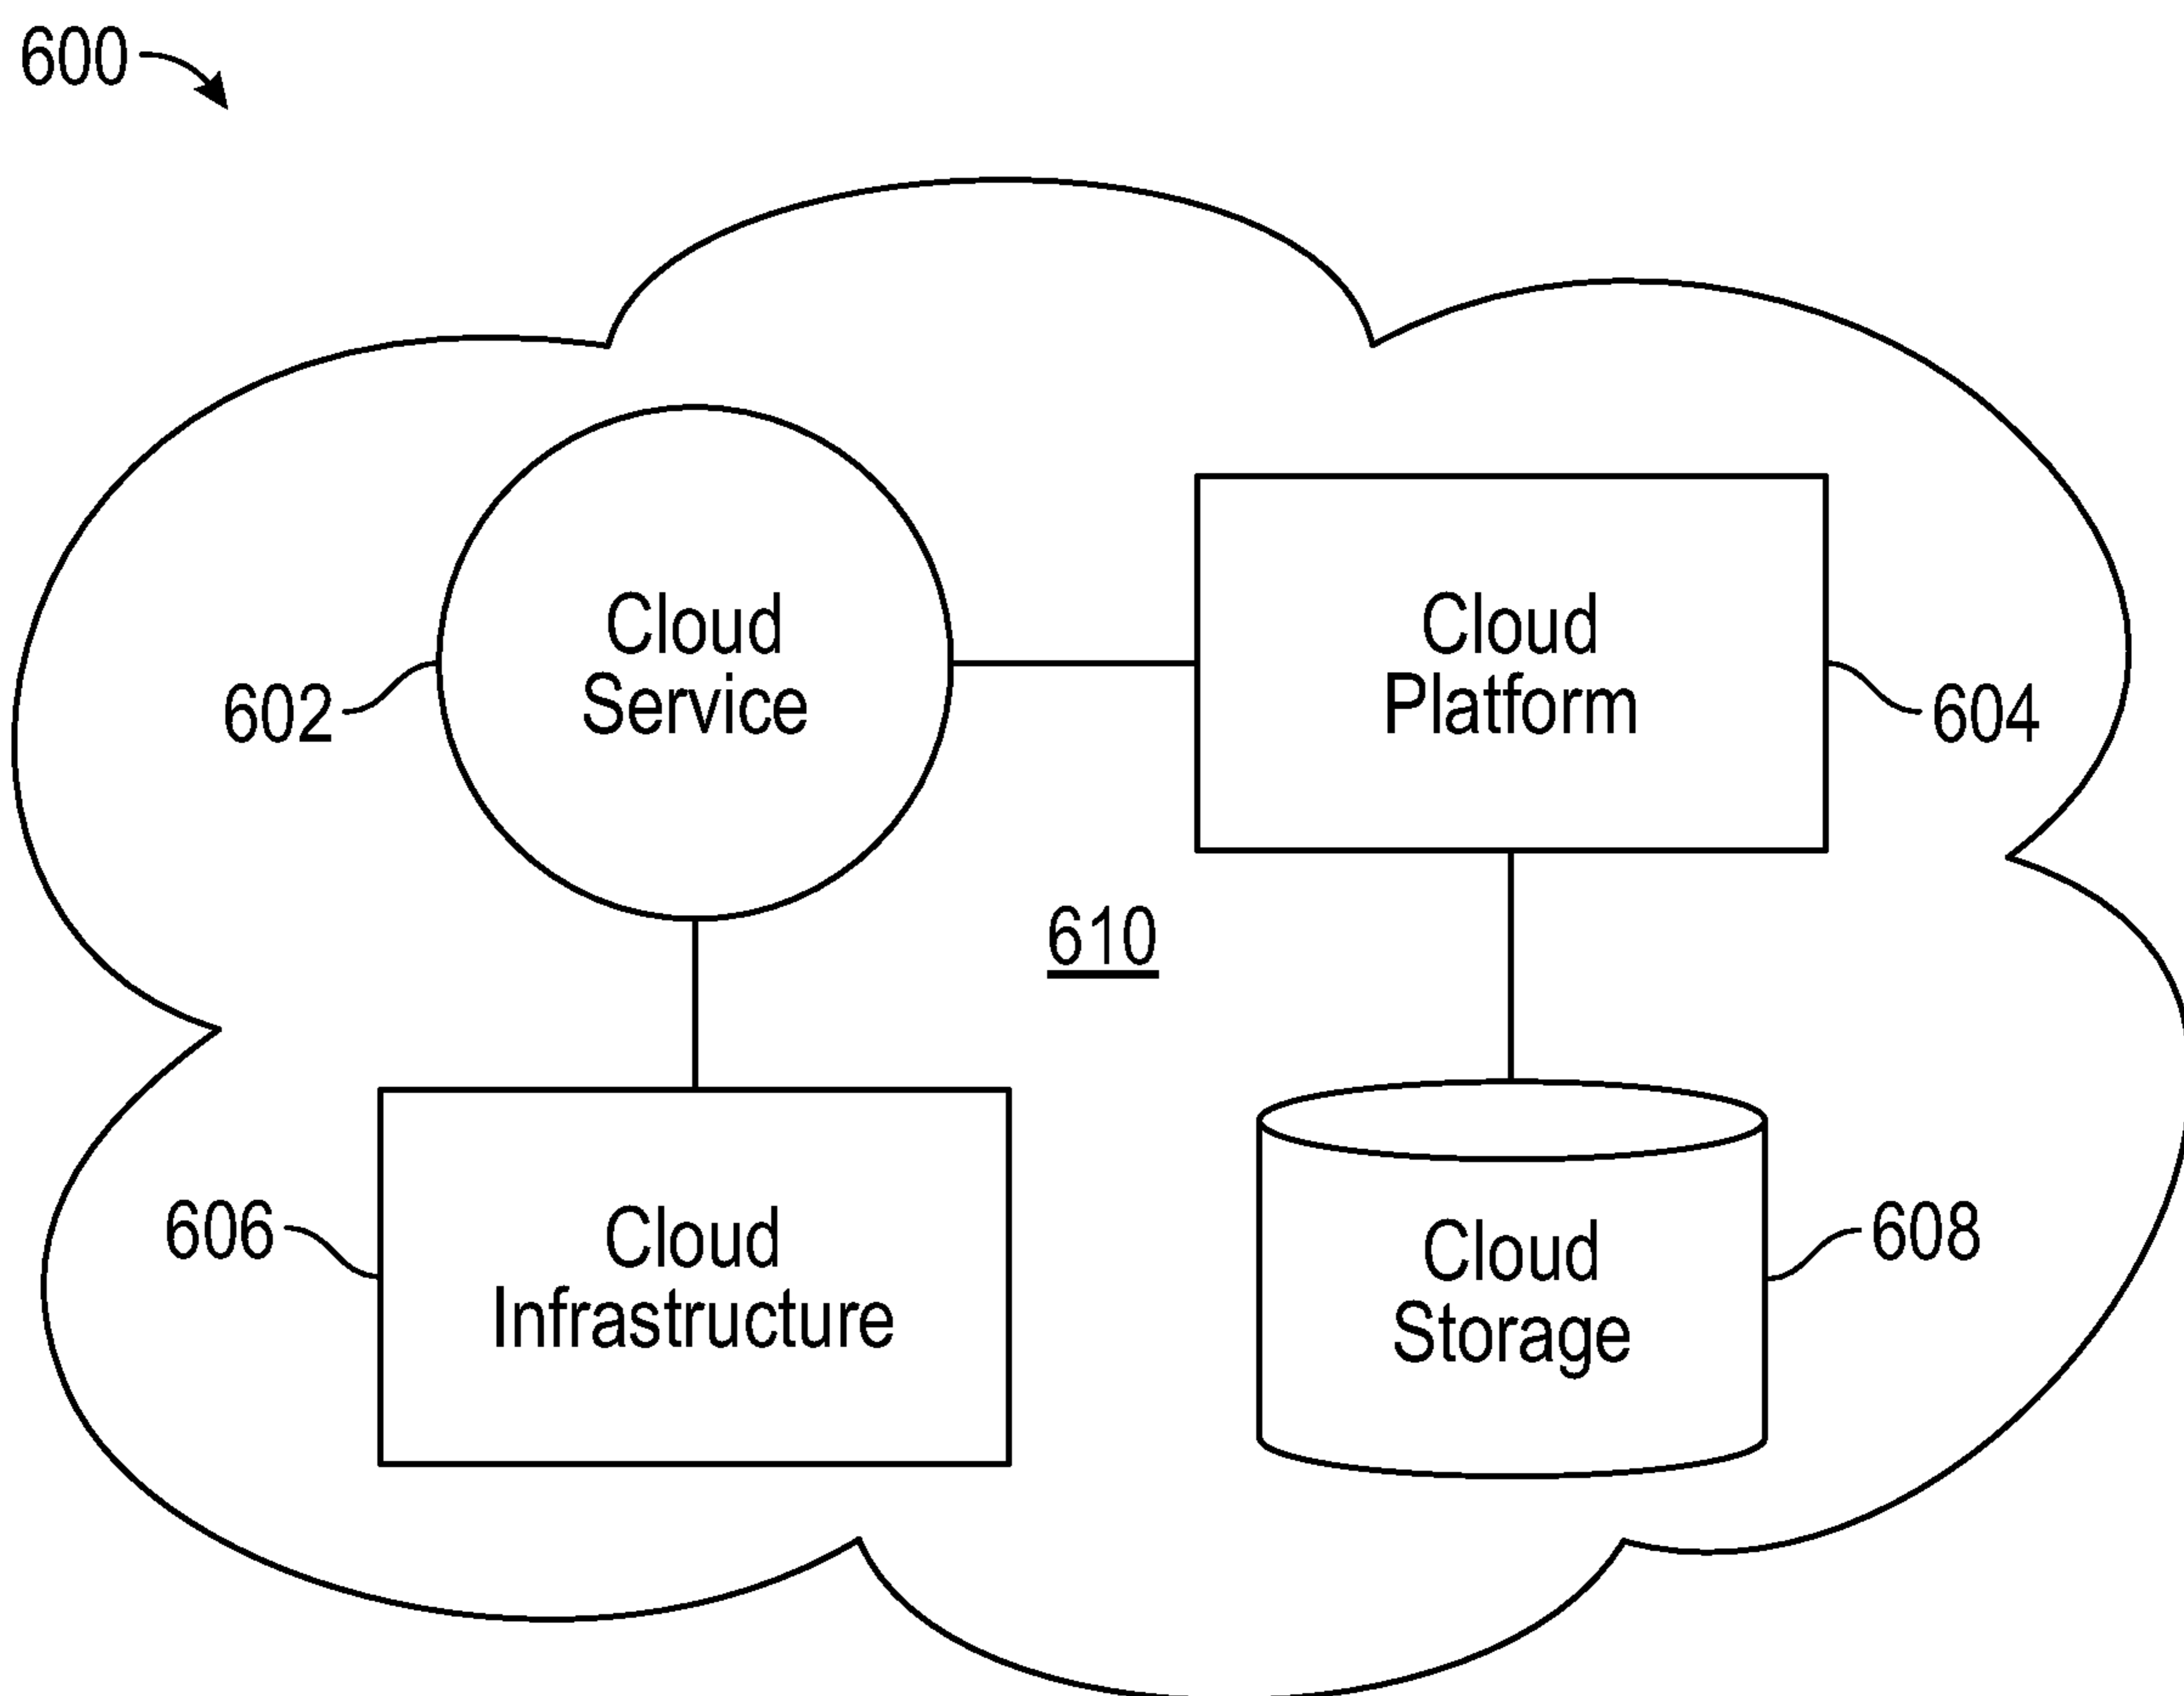 600
Cloud
Service
602
Cloud
Platform
604
610
Cloud
Infrastructure
606
Cloud
Storage
608